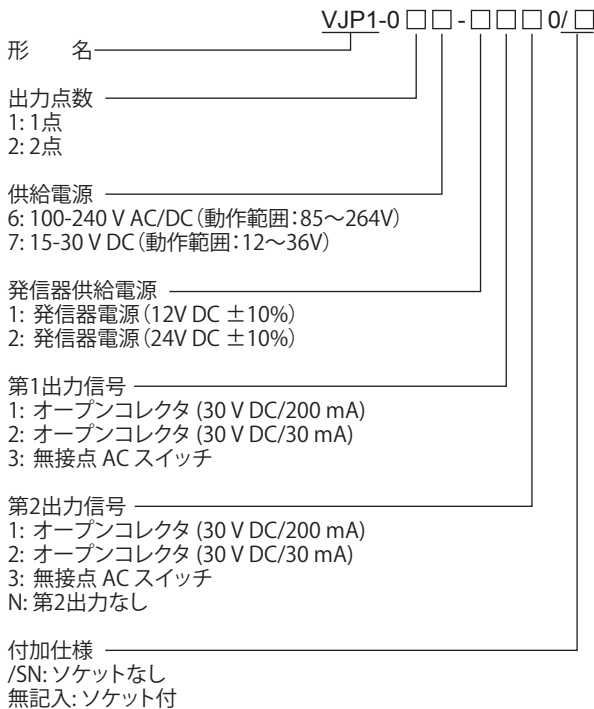 VJP1-0□□-□□□0/□
形　名
出力点数
1: 1点
2: 2点
供給電源
6: 100-240 V AC/DC(動作範囲:85～264V)
7: 15-30 V DC(動作範囲:12～36V)
発信器供給電源
1: 発信器電源(12V DC ±10%)
2: 発信器電源(24V DC ±10%)
第1出力信号
1: オープンコレクタ (30 V DC/200 mA)
2: オープンコレクタ (30 V DC/30 mA)
3: 無接点 AC スイッチ
第2出力信号
1: オープンコレクタ (30 V DC/200 mA)
2: オープンコレクタ (30 V DC/30 mA)
3: 無接点 AC スイッチ
N: 第2出力なし
付加仕様
/SN: ソケットなし
無記入: ソケット付